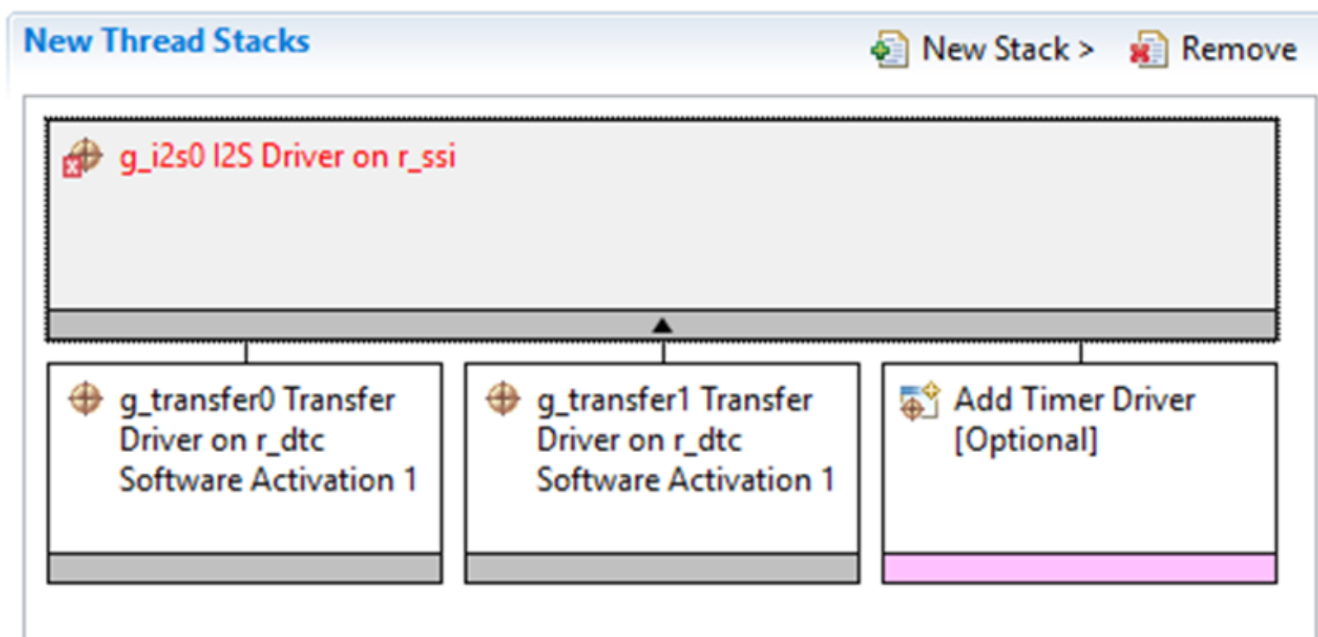 New Thread Stacks
New Stack >
Remove
g_i2s0 I2S Driver on r_ssi
g_transfer0 Transfer
Driver on r_dtc
Software Activation 1
g_transfer1 Transfer
Driver on r_dtc
Software Activation 1
Add Timer Driver
[Optional]